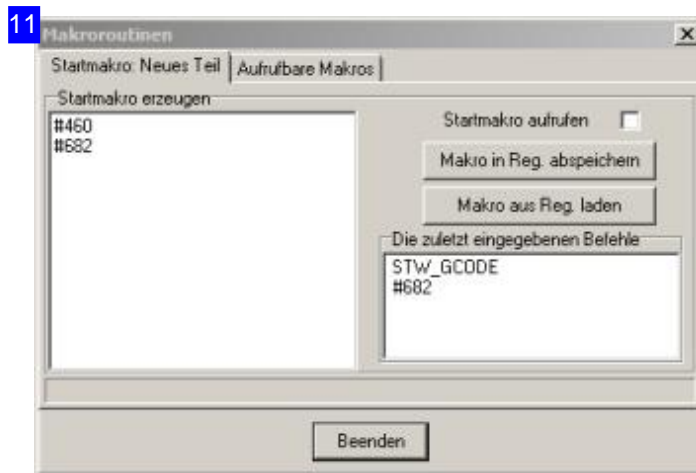 11
Makroroutinen
Startmakro: Neues Teil
Aufrufbare Makros
Startmakro erzeugen
#460
#682
Startmakro aufrufen
Makro in Reg. abspeichern
Makro aus Reg. laden
Die zuletzt eingegebenen Befehle
STW_GCODE
#682
Beenden